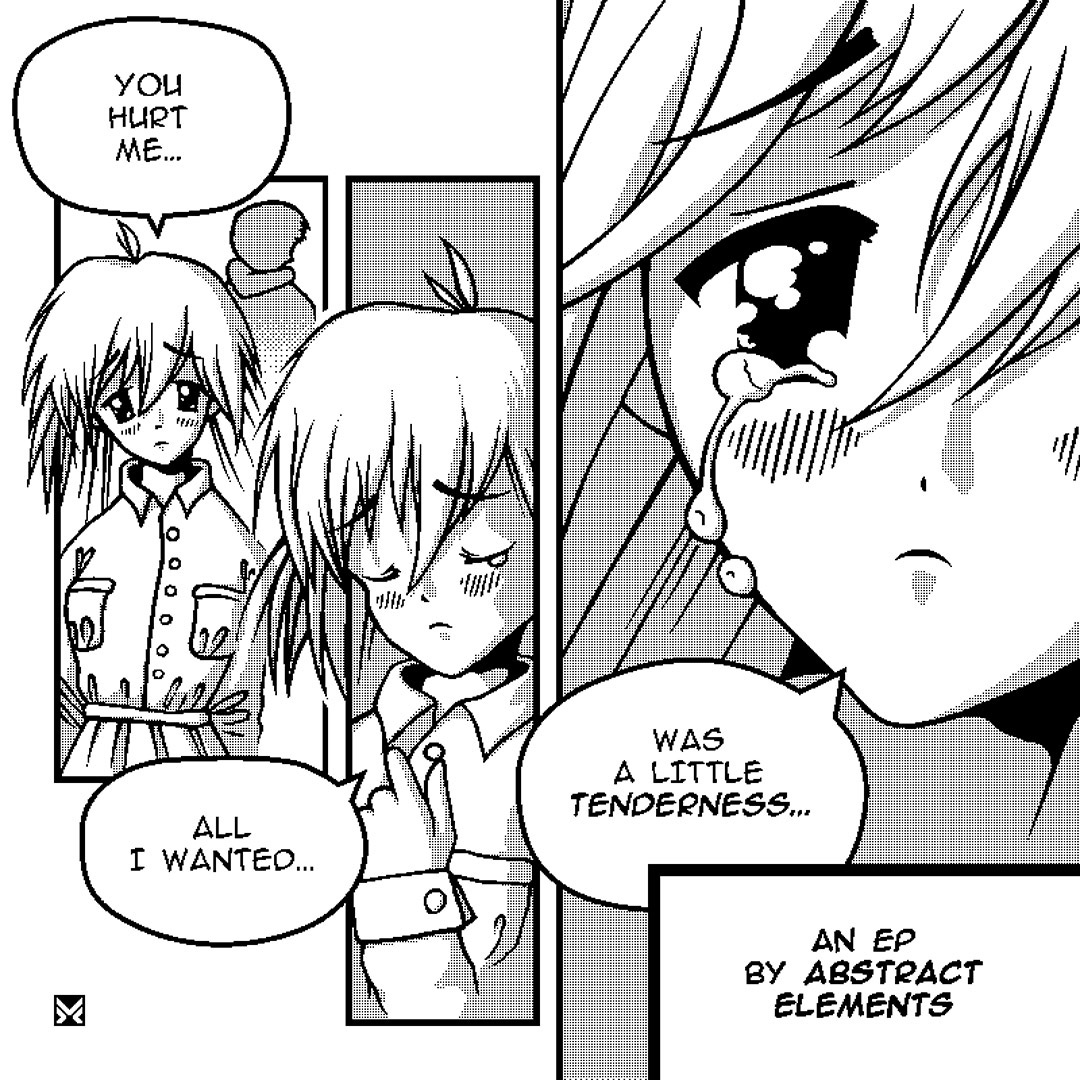 YOU
HURT
ME...
ALL
I WANTED...
WAS
A LITTLE
TENDERNESS...
AN EP
BY ABSTRACT
ELEMENTS